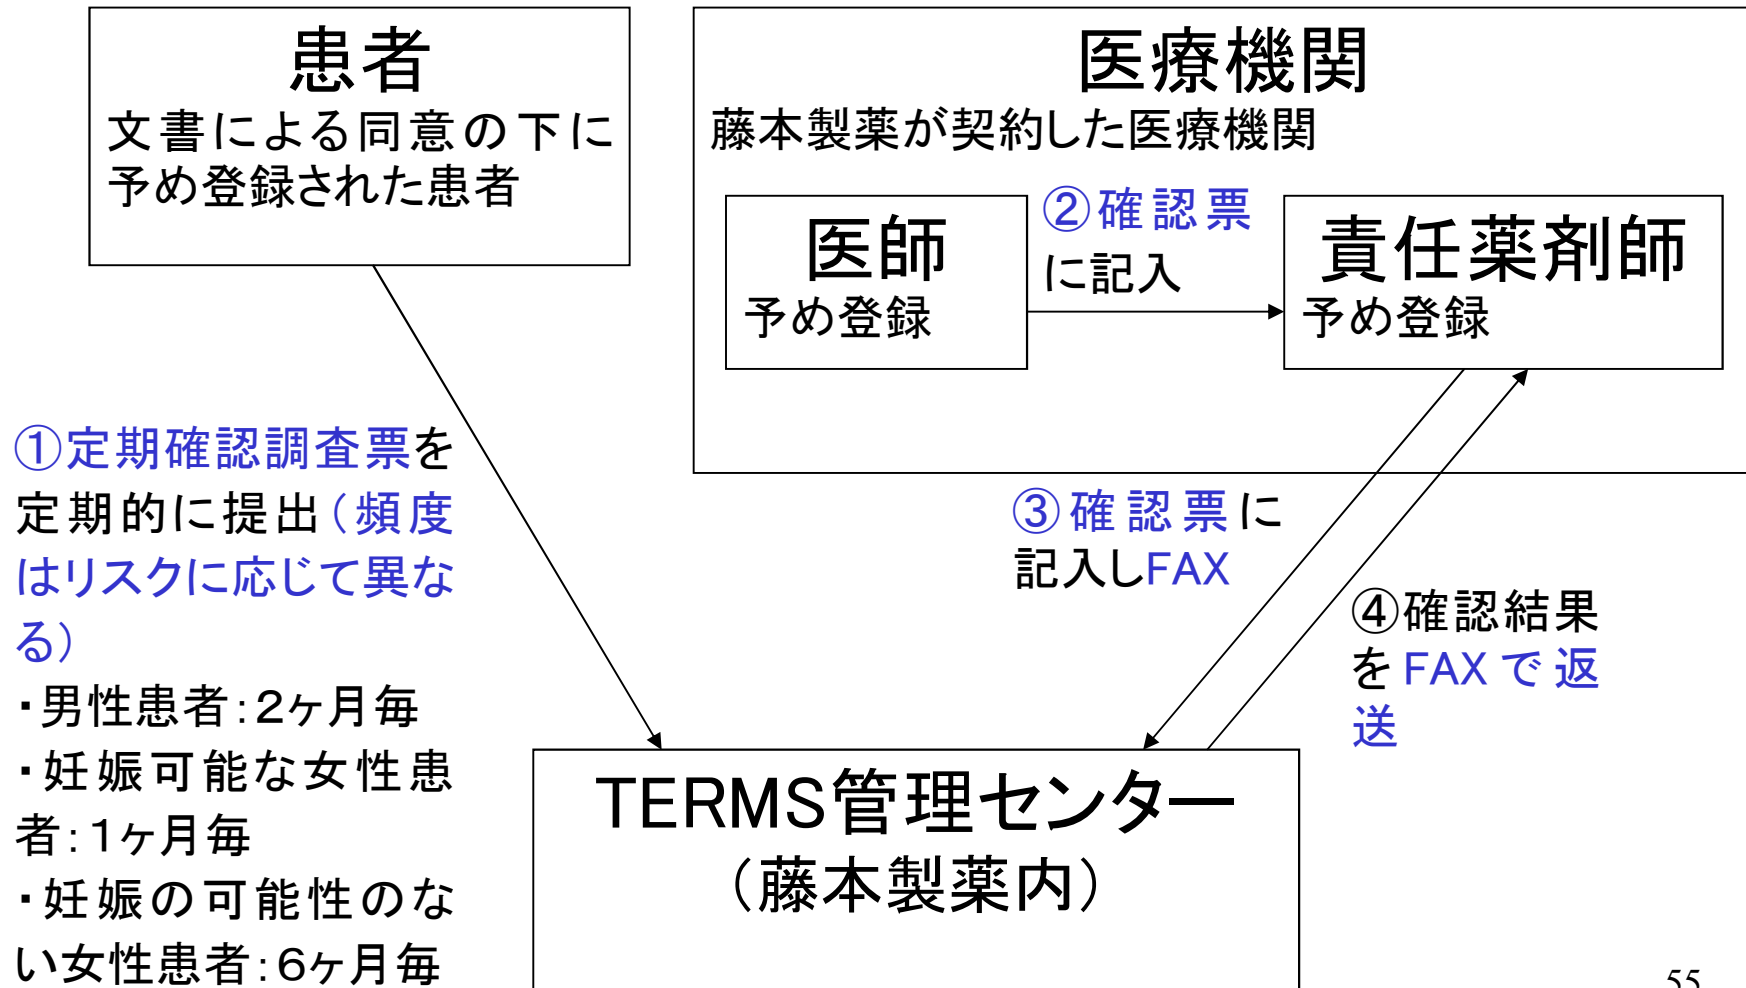 患者
文書による同意の下に
予め登録された患者
医療機関
藤本製薬が契約した医療機関
医師
予め登録
②確認票
に記入
責任薬剤師
予め登録
①定期確認調査票を
定期的に提出(頻度
はリスクに応じて異な
る)
・男性患者:2ヶ月毎
・妊娠可能な女性患
者:1ヶ月毎
・妊娠の可能性のな
い女性患者:6ヶ月毎
③確認票に
記入しFAX
④確認結果
をFAXで返
送
TERMS管理センター
(藤本製薬内)
55